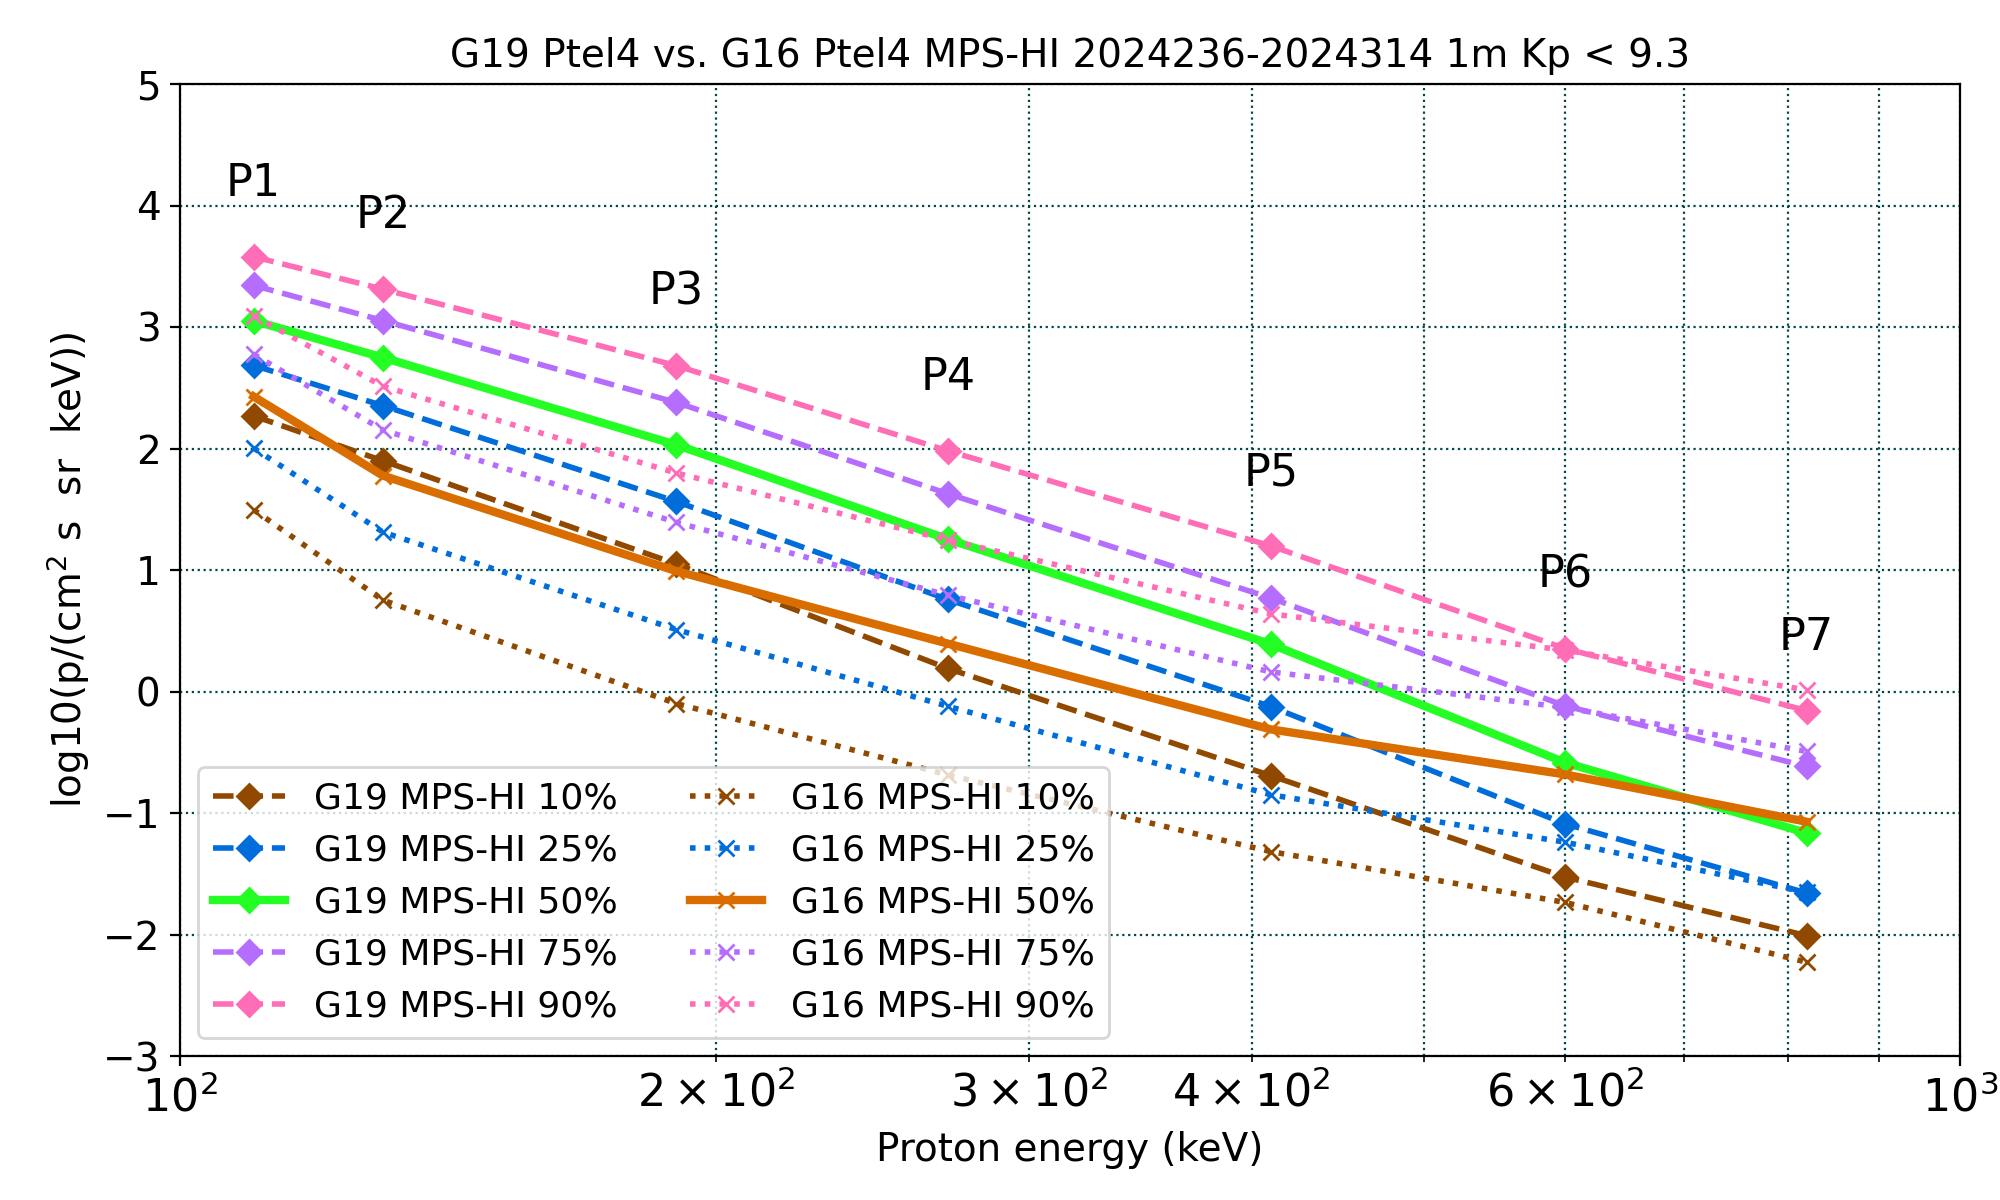 G19 Ptel4 vs. G16 Ptel4 MPS-HI 2024236-2024314 1m Kp < 9.3
5
4
3
2
1
0
−1
−2
−3
log10(p/(cm² s sr keV))
P1
P2
P3
P4
P5
P6
P7
G19 MPS-HI 10%
G19 MPS-HI 25%
G19 MPS-HI 50%
G19 MPS-HI 75%
G19 MPS-HI 90%
G16 MPS-HI 10%
G16 MPS-HI 25%
G16 MPS-HI 50%
G16 MPS-HI 75%
G16 MPS-HI 90%
10² 2×10² 3×10² 4×10² 6×10² 10³
Proton energy (keV)